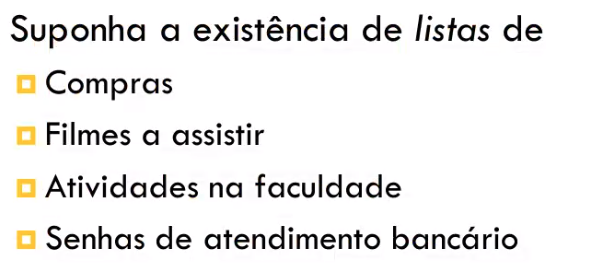 Suponha a existência de listas de
Compras
Filmes a assistir
Atividades na faculdade
Senhas de atendimento bancário